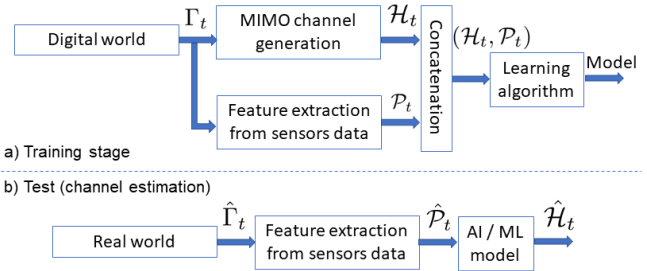 Γₜ
Digital world
MIMO channel
generation
ℋₜ
Concatenation
(ℋₜ, 𝒫ₜ)
Learning
algorithm
Model
Feature extraction
from sensors data
𝒫ₜ
a) Training stage
b) Test (channel estimation)
Real world
Γ̂ₜ
Feature extraction
from sensors data
𝒫̂ₜ
AI / ML
model
ℋ̂ₜ